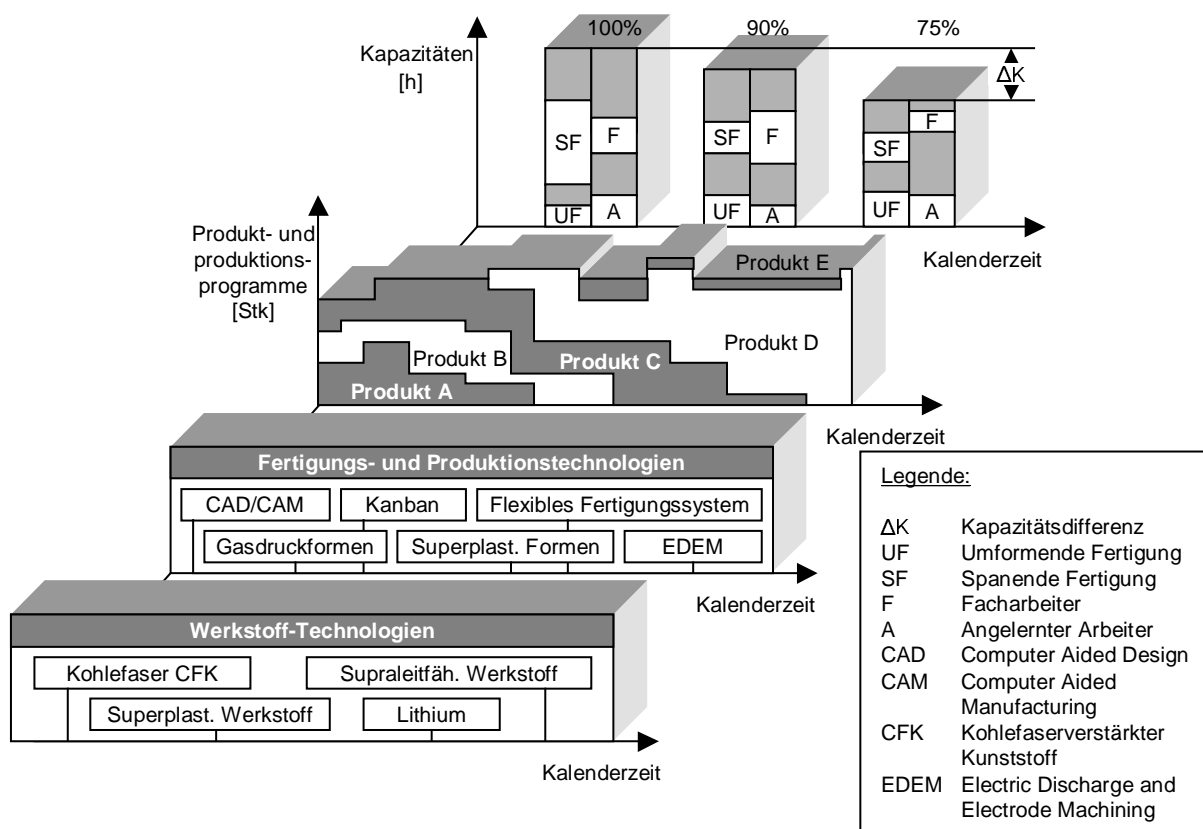 100% 90% 75%
Kapazitäten
[h]
ΔK
SF F SF F SF F
UF A UF A UF A
Kalenderzeit
Produkt- und
produktions-
programme
[Stk]
Produkt E
Produkt D
Produkt B
Produkt C
Produkt A
Kalenderzeit
Fertigungs- und Produktionstechnologien
CAD/CAM Kanban Flexibles Fertigungssystem
Gasdruckformen Superplast. Formen EDEM
Kalenderzeit
Werkstoff-Technologien
Kohlefaser CFK Supraleitfäh. Werkstoff
Superplast. Werkstoff Lithium
Kalenderzeit
Legende:
ΔK Kapazitätsdifferenz
UF Umformende Fertigung
SF Spanende Fertigung
F Facharbeiter
A Angelernter Arbeiter
CAD Computer Aided Design
CAM Computer Aided
Manufacturing
CFK Kohlefaserverstärkter
Kunststoff
EDEM Electric Discharge and
Electrode Machining